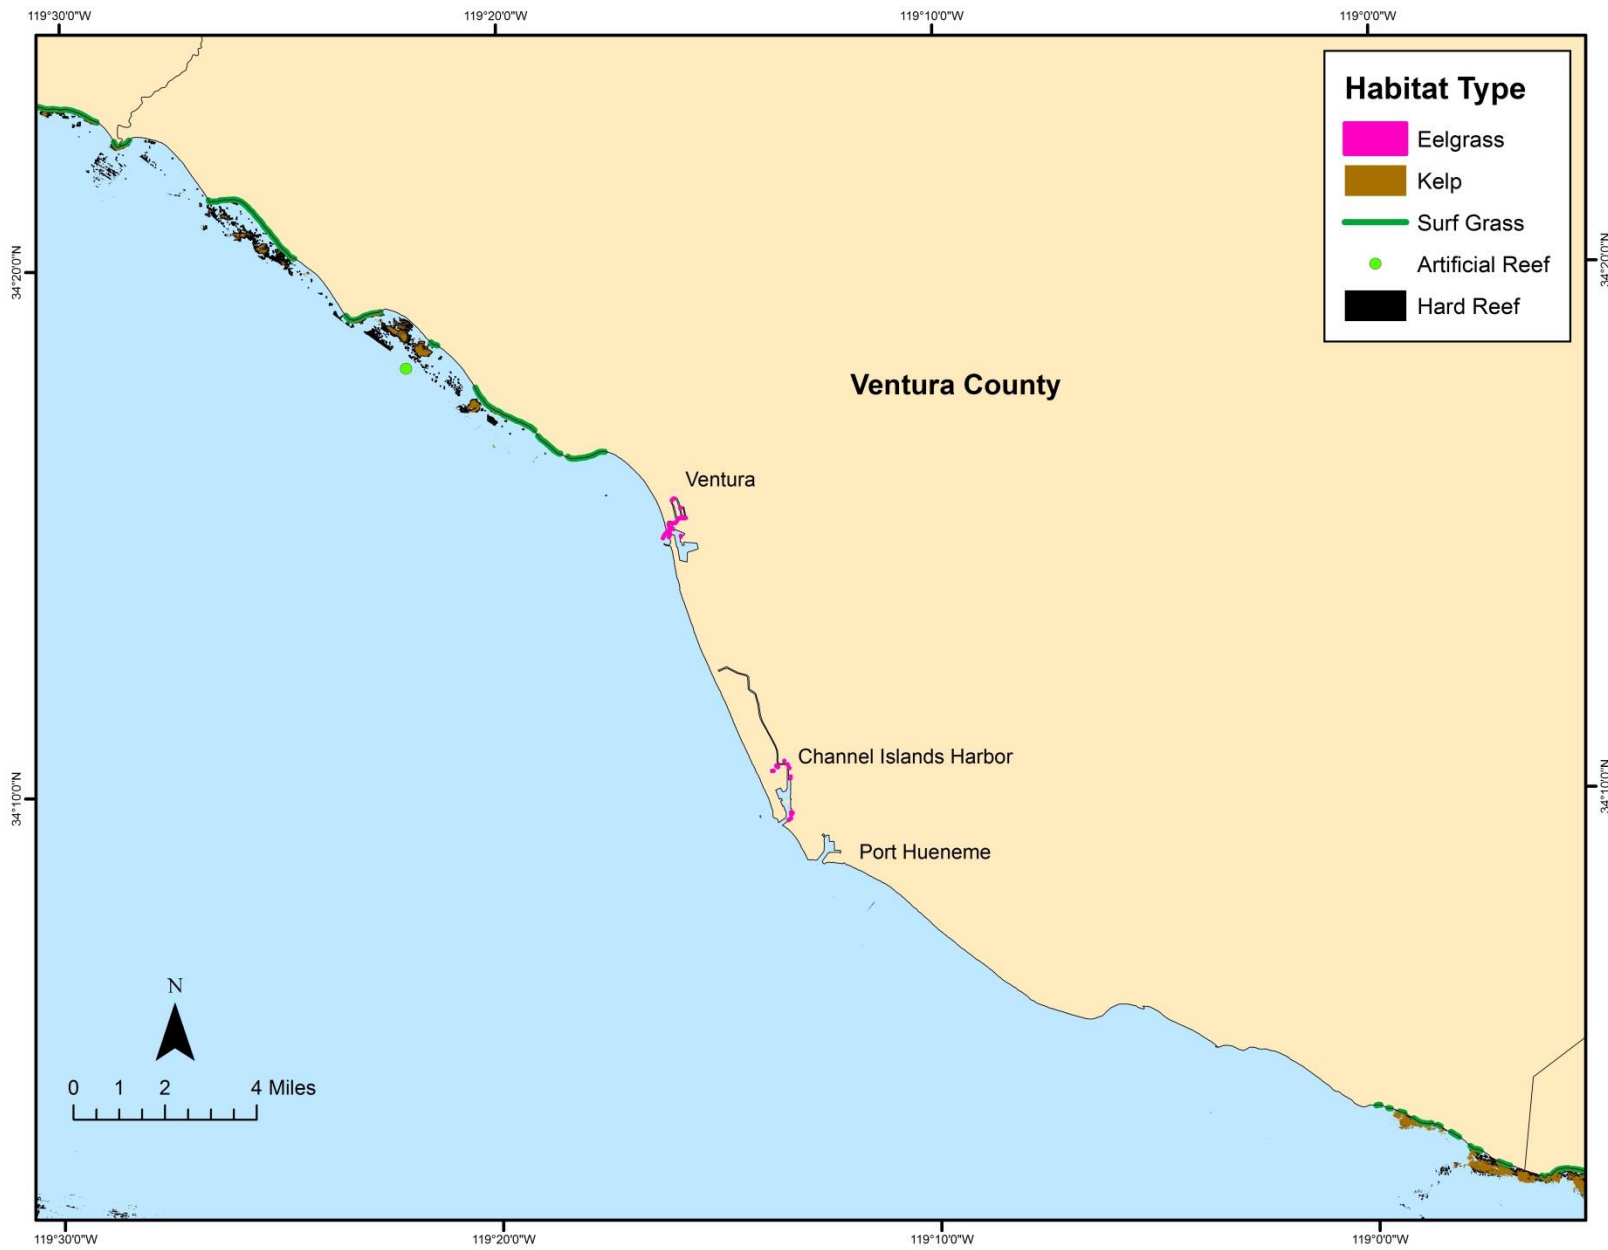 119°30'0"W
119°20'0"W
119°10'0"W
119°0'0"W
Habitat Type
Eelgrass
Kelp
Surf Grass
Artificial Reef
Hard Reef
34°20'0"N
34°20'0"N
Ventura County
Ventura
Channel Islands Harbor
34°10'0"N
34°10'0"N
Port Hueneme
N
0 1 2 4 Miles
119°30'0"W
119°20'0"W
119°10'0"W
119°0'0"W